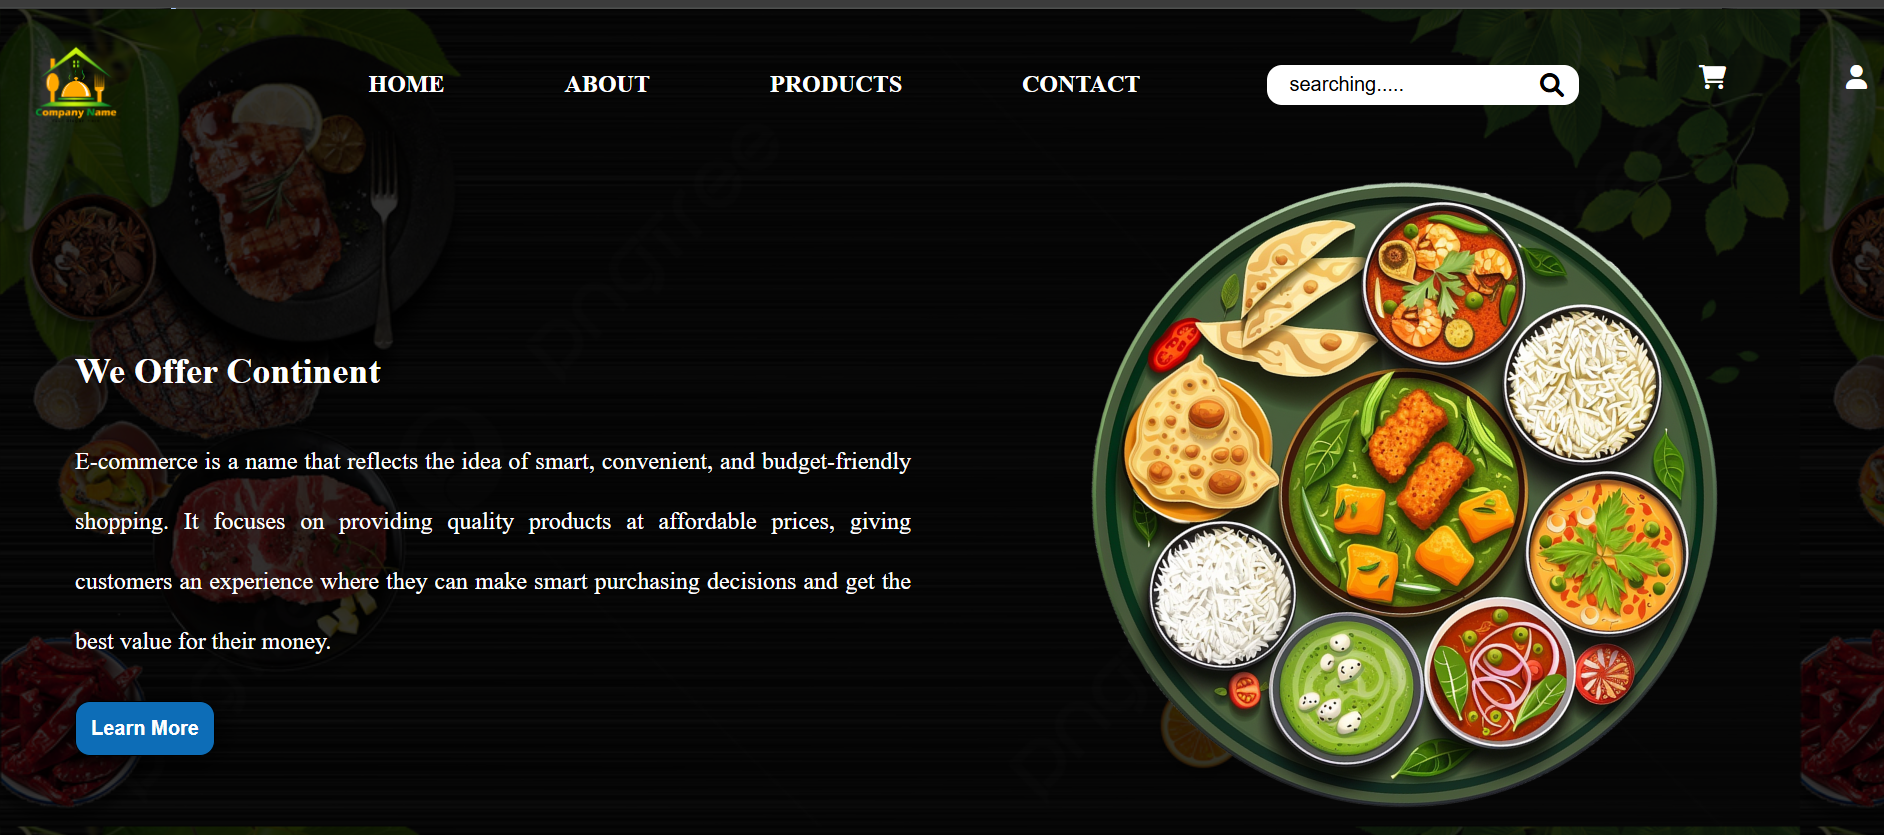 Company Name
HOME ABOUT PRODUCTS CONTACT searching.....
pngtree
We Offer Continent
E-commerce is a name that reflects the idea of smart, convenient, and budget-friendly
shopping. It focuses on providing quality products at affordable prices, giving
customers an experience where they can make smart purchasing decisions and get the
best value for their money.
Learn More